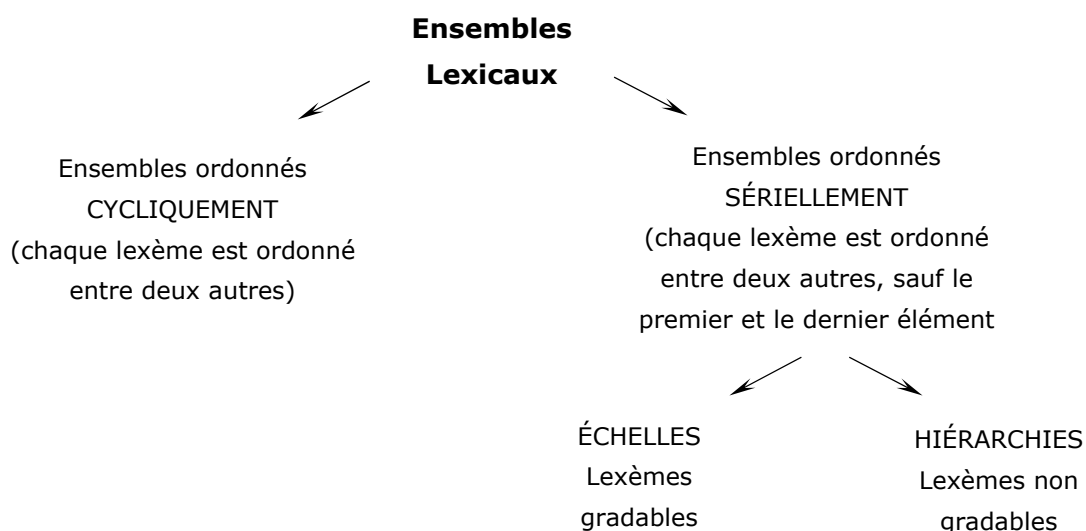 Ensembles
Lexicaux
Ensembles ordonnés
CYCLIQUEMENT
(chaque lexème est ordonné
entre deux autres)
Ensembles ordonnés
SÉRIELLEMENT
(chaque lexème est ordonné
entre deux autres, sauf le
premier et le dernier élément
ÉCHELLES
Lexèmes
gradables
HIÉRARCHIES
Lexèmes non
gradables